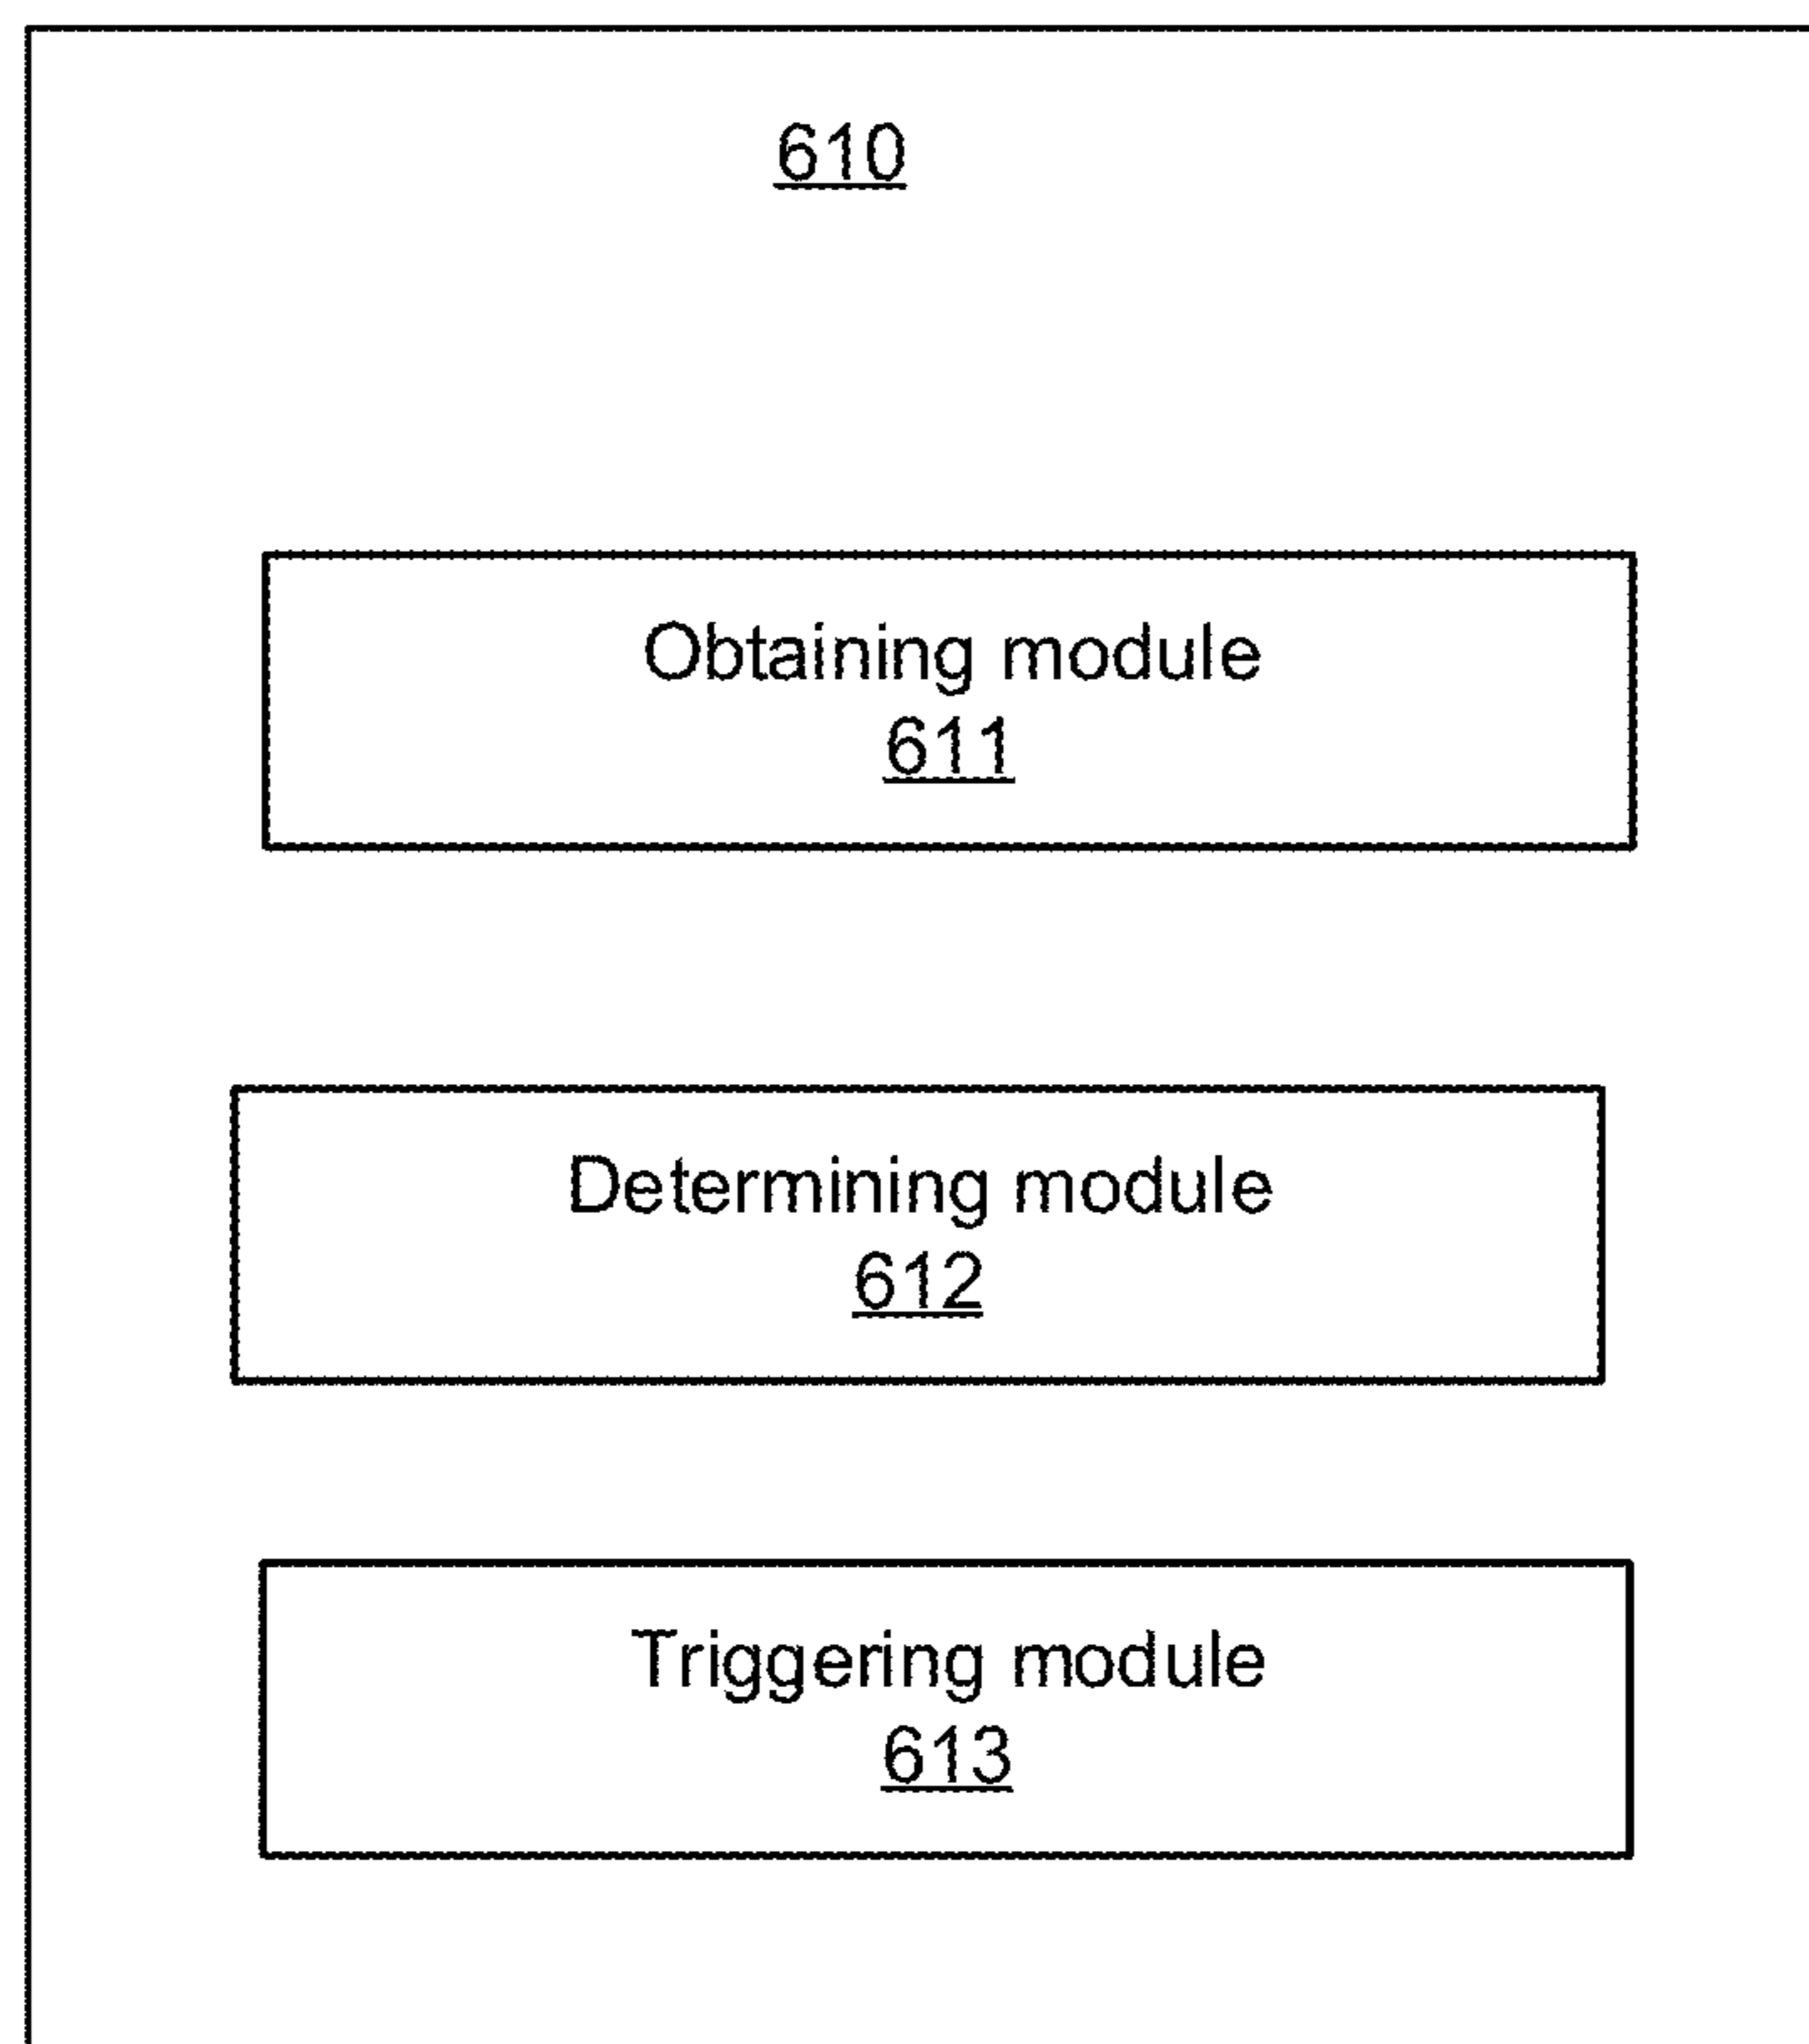 610
Obtaining module
611
Determining module
612
Triggering module
613